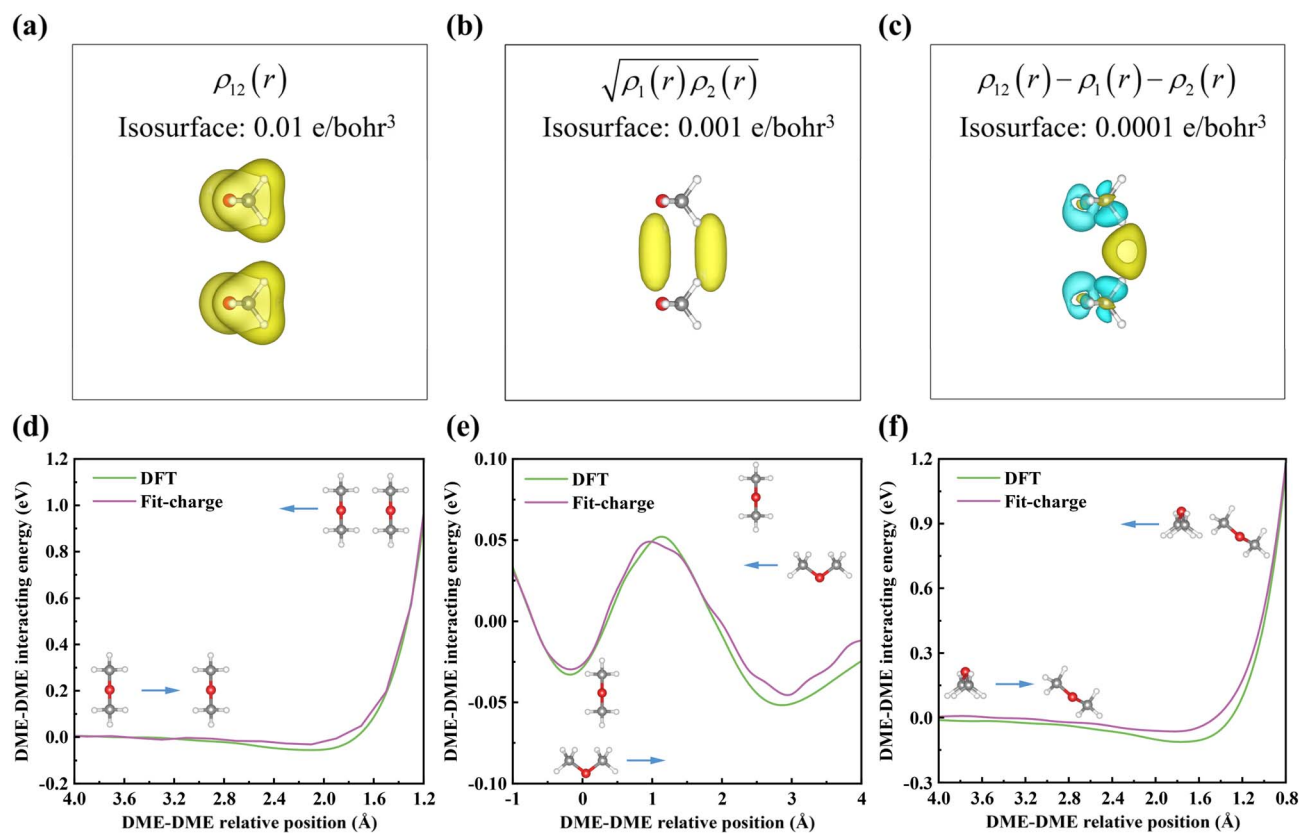 (a)
ρ₁₂(r)
Isosurface: 0.01 e/bohr³
(b)
√ρ₁(r)ρ₂(r)
Isosurface: 0.001 e/bohr³
(c)
ρ₁₂(r)−ρ₁(r)−ρ₂(r)
Isosurface: 0.0001 e/bohr³
(d)
DME-DME interacting energy (eV)
1.2
1.0
0.8
0.6
0.4
0.2
0.0
-0.2
DFT
Fit-charge
4.0 3.6 3.2 2.8 2.4 2.0 1.6 1.2
DME-DME relative position (Å)
(e)
DME-DME interacting energy (eV)
0.10
0.05
0.00
-0.05
-0.10
DFT
Fit-charge
-1 0 1 2 3 4
DME-DME relative position (Å)
(f)
DME-DME interacting energy (eV)
1.2
0.9
0.6
0.3
0.0
-0.3
DFT
Fit-charge
4.0 3.6 3.2 2.8 2.4 2.0 1.6 1.2 0.8
DME-DME relative position (Å)